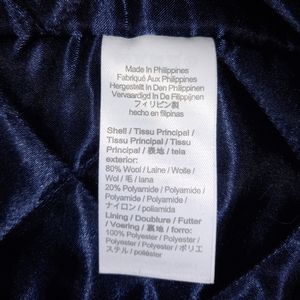 Made In Philippines
Fabriqué Aux Philippines
Hergestellt In Den Philippinen
Vervaardigd In De Filippijnen
フィリピン製
hecho en filipinas
Shell / Tissu Principal /
Tissu Principal / Tissu
Principal / 表地 / tela
exterior:
80% Wool / Laine / Wolle /
Wol / 毛 / lana
20% Polyamide / Polyamide
/ Polyamide / Polyamide /
ナイロン / poliamida
Lining / Doublure / Futter
/ Voering / 裏地 / forro:
100% Polyester / Polyester /
Polyester / Polyester / ポリエ
ステル / poliéster